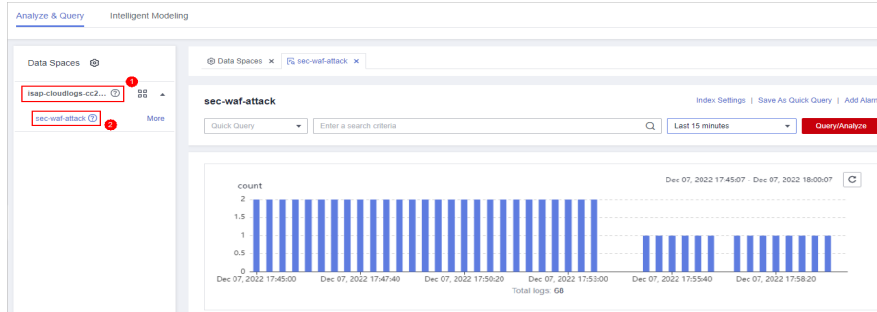 Analyze & Query Intelligent Modeling
Data Spaces
Data Spaces × sec-waf-attack ×
1
isap-cloudlogs-cc2...
sec-waf-attack More
2
sec-waf-attack
Index Settings | Save As Quick Query | Add Alarm
Quick Query Enter a search criteria Last 15 minutes Query/Analyze
Dec 07, 2022 17:45:07 - Dec 07, 2022 18:00:07
count
2
1.5
1
0.5
0
Dec 07, 2022 17:45:00 Dec 07, 2022 17:47:40 Dec 07, 2022 17:50:20 Dec 07, 2022 17:53:00 Dec 07, 2022 17:55:40 Dec 07, 2022 17:58:20
Total logs: 68